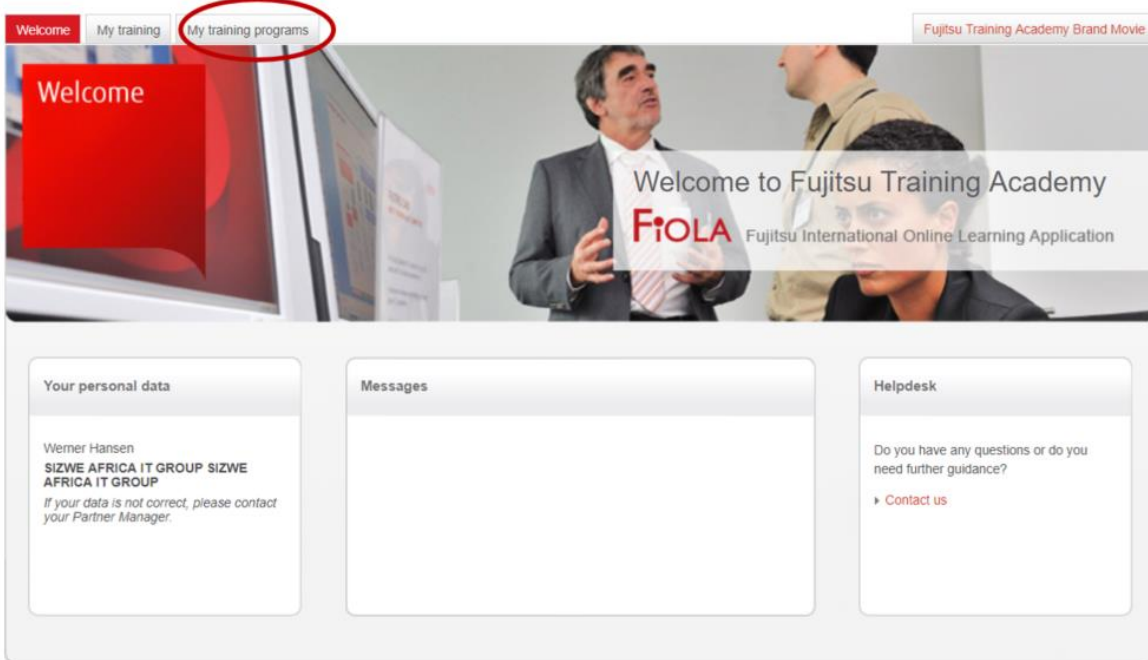 Welcome
My training
My training programs
Fujitsu Training Academy Brand Movie
Welcome
Welcome to Fujitsu Training Academy
FiOLA Fujitsu International Online Learning Application
Your personal data
Werner Hansen
SIZWE AFRICA IT GROUP SIZWE
AFRICA IT GROUP
If your data is not correct, please contact
your Partner Manager.
Messages
Helpdesk
Do you have any questions or do you
need further guidance?
Contact us